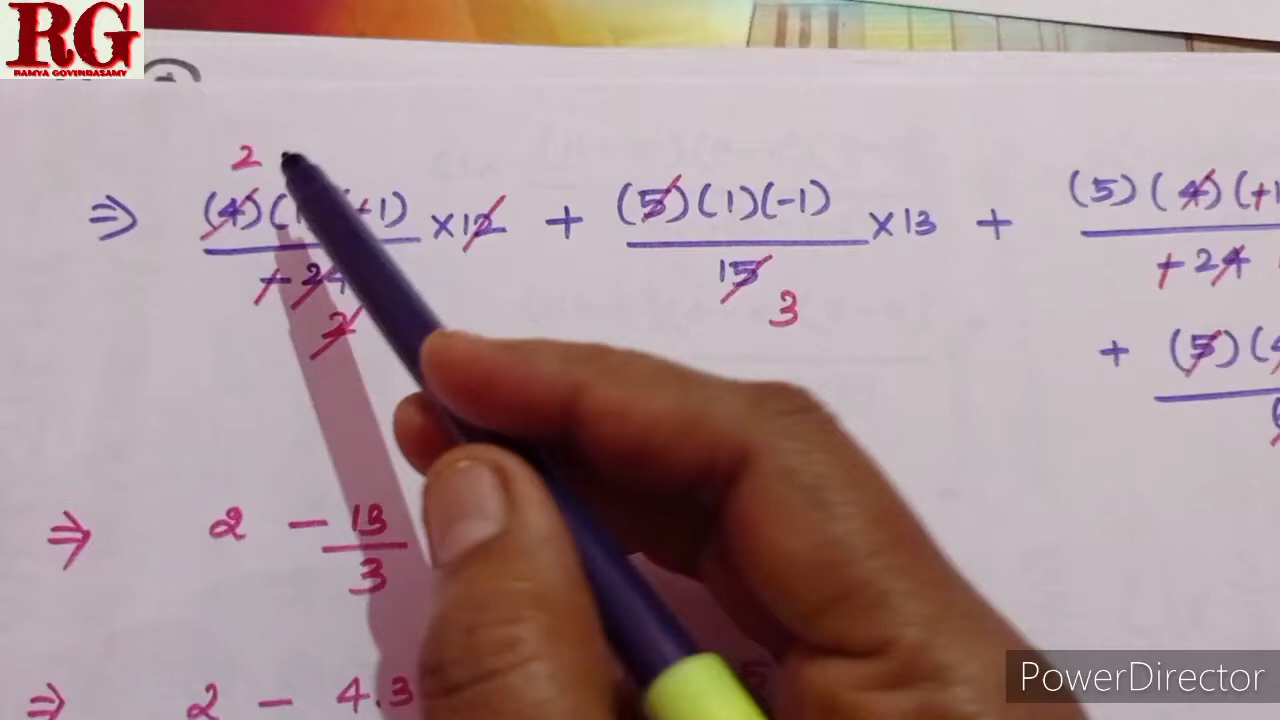 RG
RAMYA GOVINDASAMY
2
⇒ (4)(1 1) ×12 + (5)(1)(-1) ×13 + (5)(4)(+1
-24 15 -24
2 3
+ (5)(4
⇒ 2 - 13
3
⇒ 2 - 4.3
PowerDirector